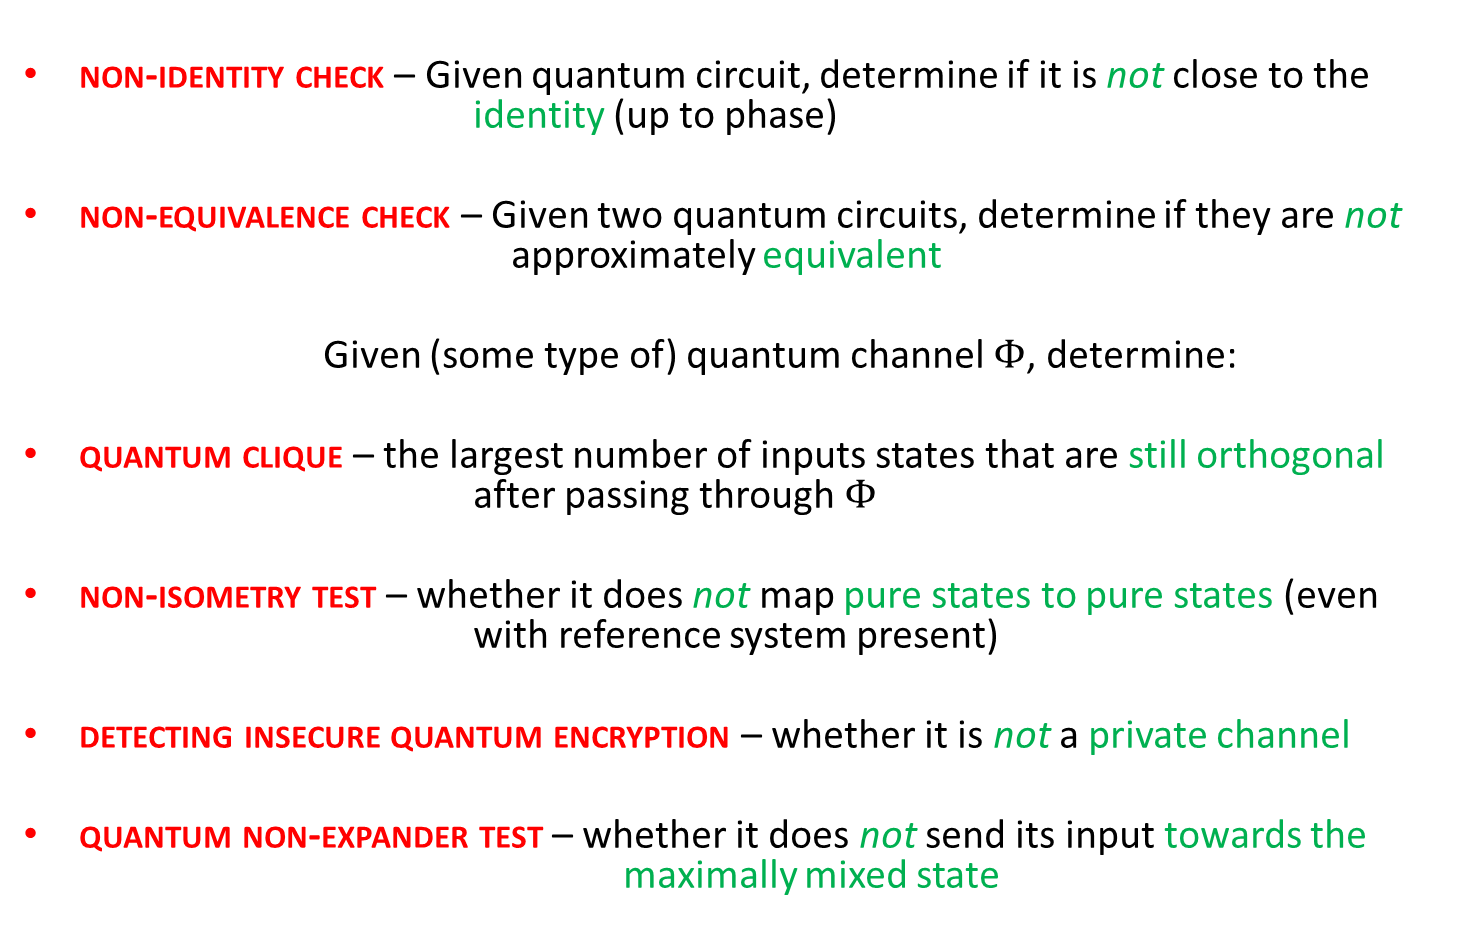 • NON-IDENTITY CHECK – Given quantum circuit, determine if it is not close to the
identity (up to phase)
• NON-EQUIVALENCE CHECK – Given two quantum circuits, determine if they are not
approximately equivalent
Given (some type of) quantum channel Φ, determine:
• QUANTUM CLIQUE – the largest number of inputs states that are still orthogonal
after passing through Φ
• NON-ISOMETRY TEST – whether it does not map pure states to pure states (even
with reference system present)
• DETECTING INSECURE QUANTUM ENCRYPTION – whether it is not a private channel
• QUANTUM NON-EXPANDER TEST – whether it does not send its input towards the
maximally mixed state